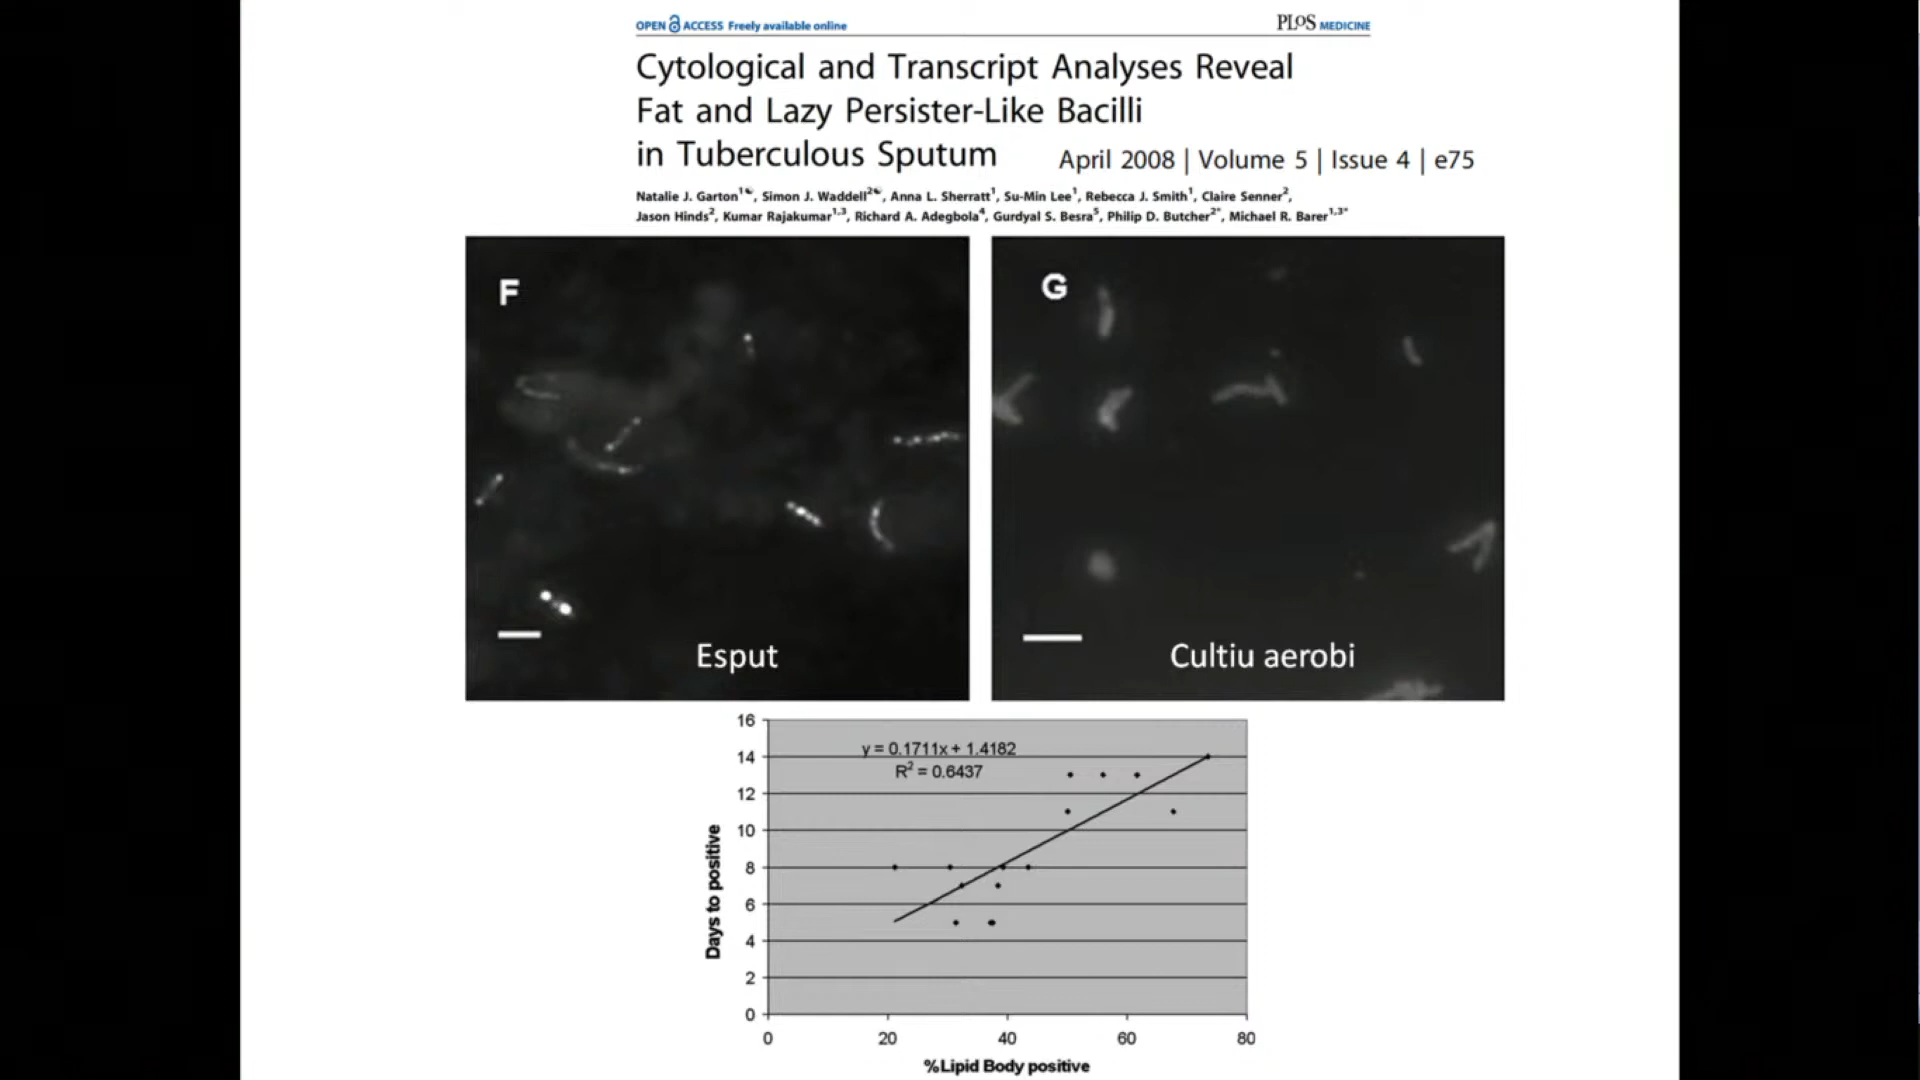 OPEN ACCESS Freely available online
PLoS MEDICINE
Cytological and Transcript Analyses Reveal
Fat and Lazy Persister-Like Bacilli
in Tuberculous Sputum
April 2008 | Volume 5 | Issue 4 | e75
Natalie J. Garton1☯, Simon J. Waddell2☯, Anna L. Sherratt1, Su-Min Lee1, Rebecca J. Smith1, Claire Senner2,
Jason Hinds2, Kumar Rajakumar1,3, Richard A. Adegbola4, Gurdyal S. Besra5, Philip D. Butcher2*, Michael R. Barer1,3*
F
G
Esput
Cultiu aerobi
16
14
12
10
8
6
4
2
0
y = 0.1711x + 1.4182
R2 = 0.6437
Days to positive
0 20 40 60 80
%Lipid Body positive